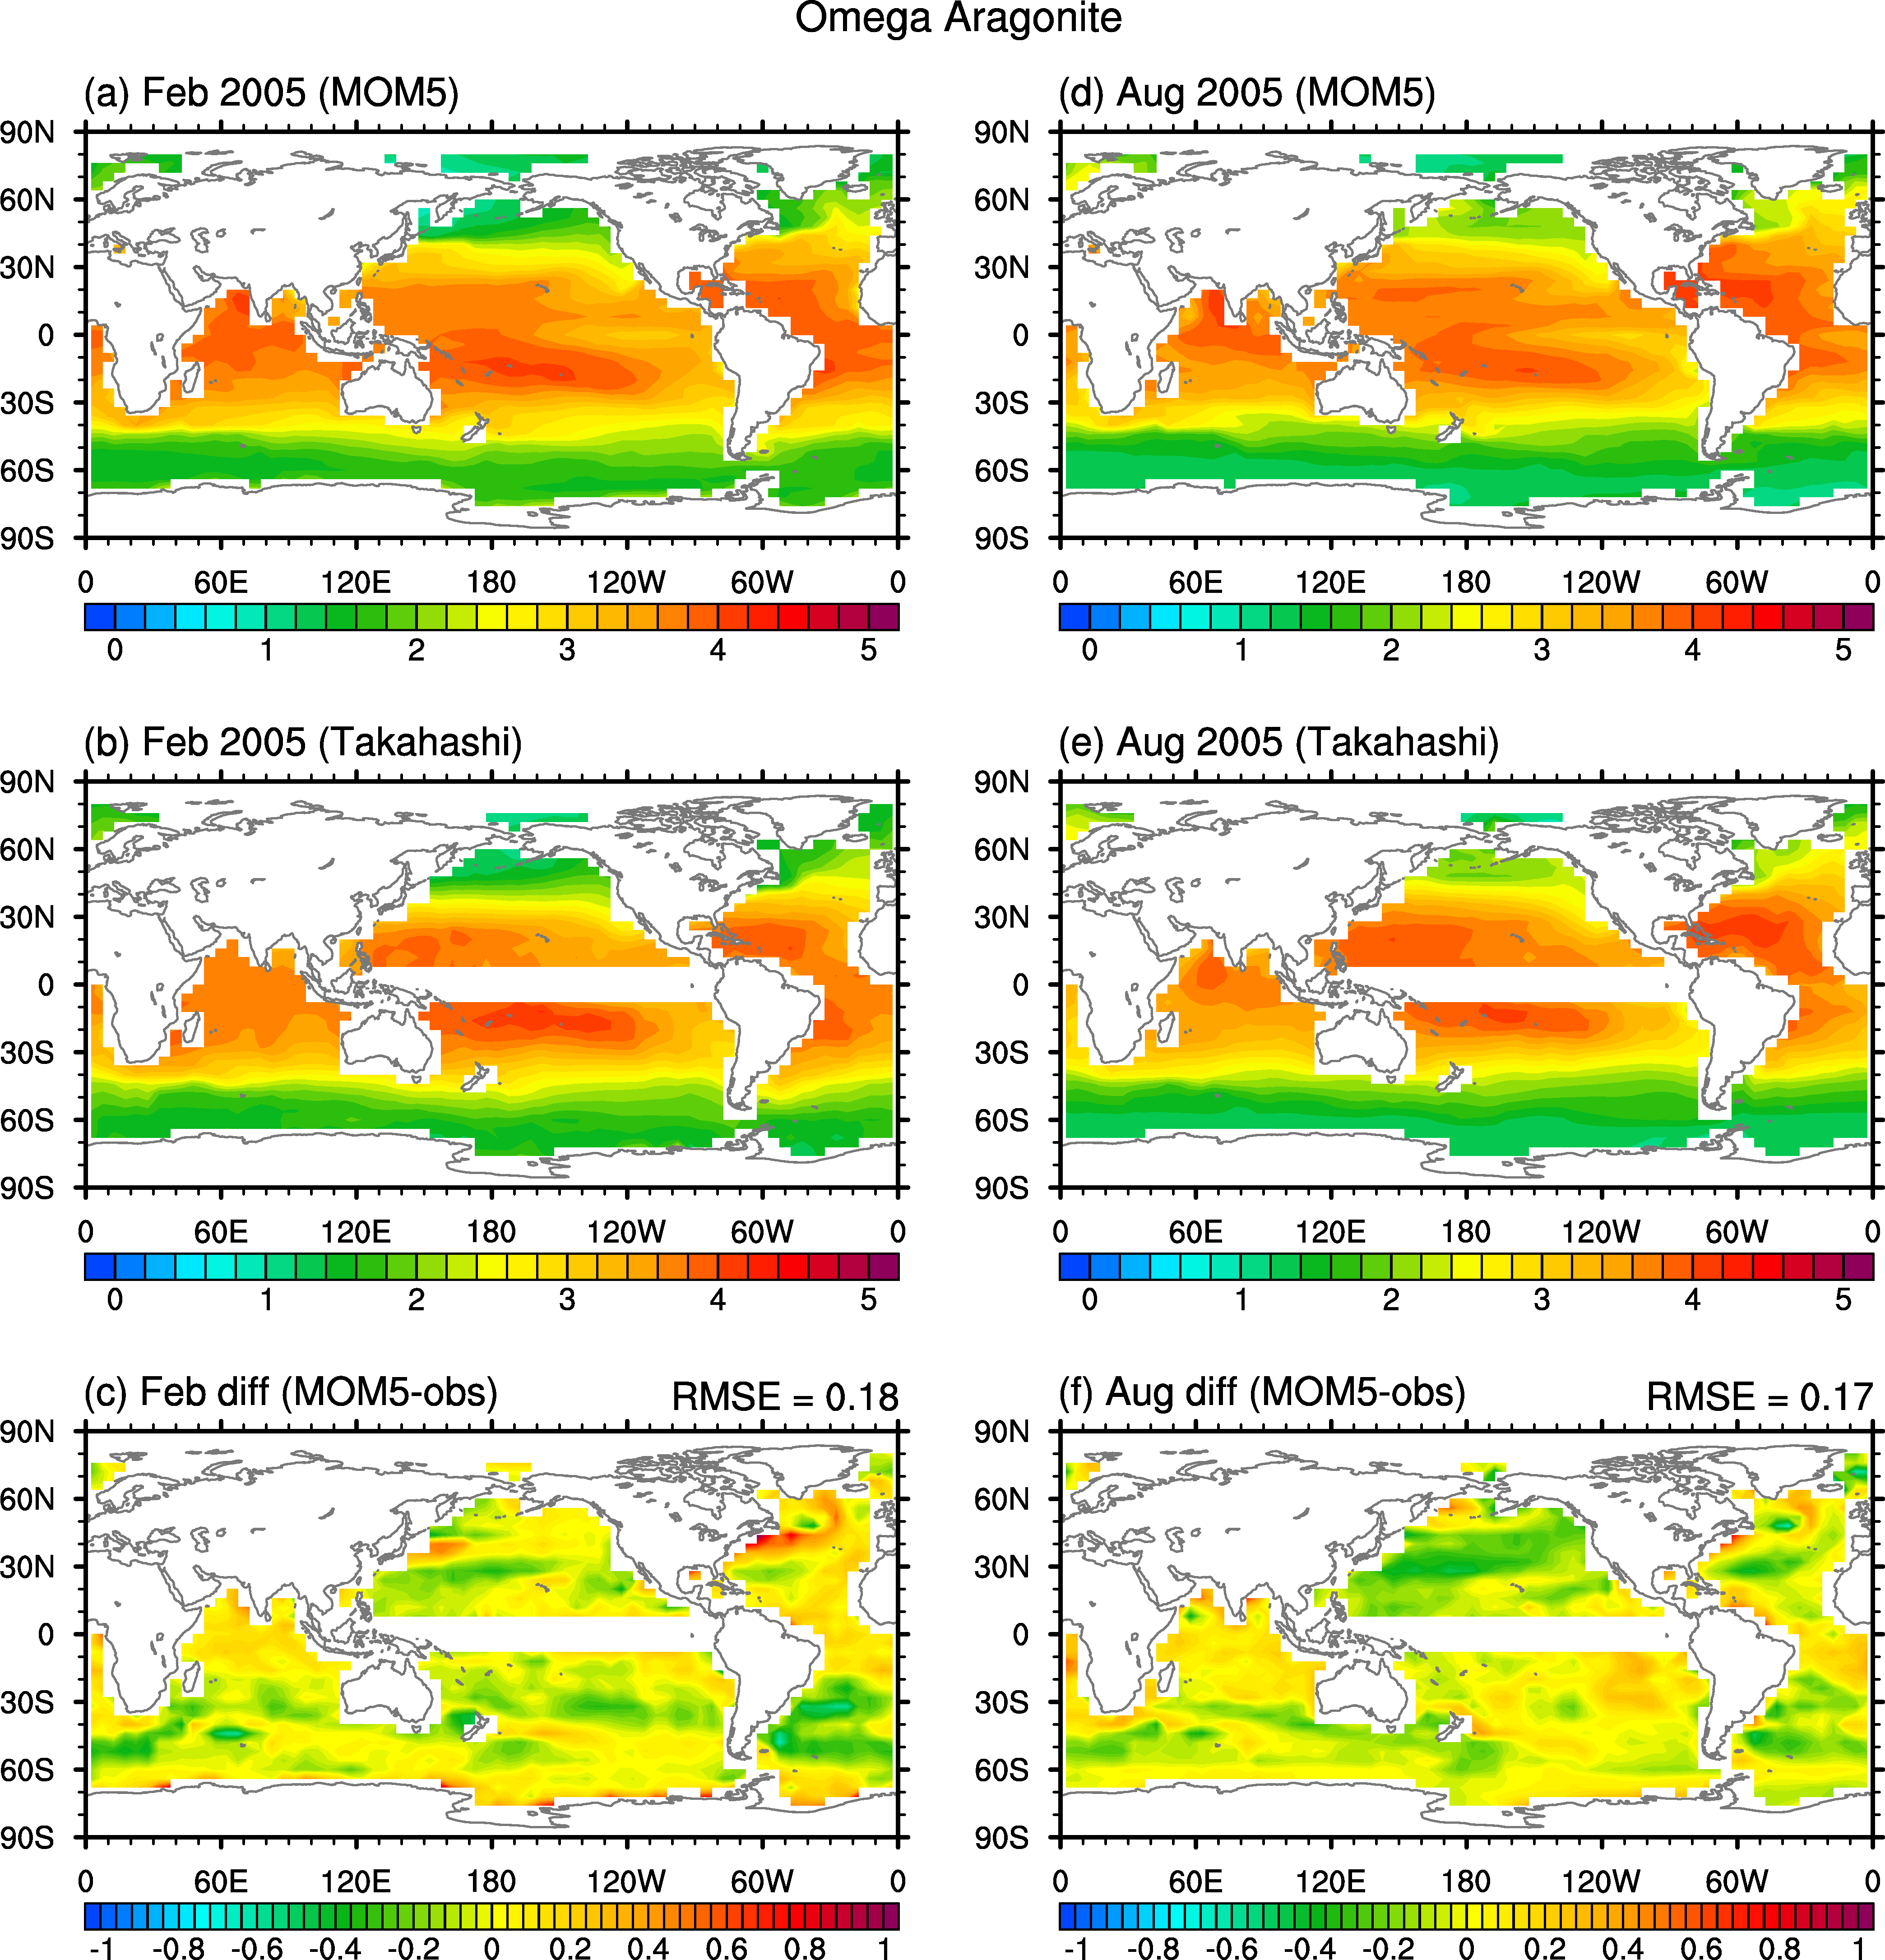 Omega Aragonite
(a) Feb 2005 (MOM5)
90N
60N
30N
0
30S
60S
90S
0 60E 120E 180 120W 60W 0
0 1 2 3 4 5
(d) Aug 2005 (MOM5)
90N
60N
30N
0
30S
60S
90S
0 60E 120E 180 120W 60W 0
0 1 2 3 4 5
(b) Feb 2005 (Takahashi)
90N
60N
30N
0
30S
60S
90S
0 60E 120E 180 120W 60W 0
0 1 2 3 4 5
(e) Aug 2005 (Takahashi)
90N
60N
30N
0
30S
60S
90S
0 60E 120E 180 120W 60W 0
0 1 2 3 4 5
(c) Feb diff (MOM5-obs) RMSE = 0.18
90N
60N
30N
0
30S
60S
90S
0 60E 120E 180 120W 60W 0
-1 -0.8 -0.6 -0.4 -0.2 0 0.2 0.4 0.6 0.8 1
(f) Aug diff (MOM5-obs) RMSE = 0.17
90N
60N
30N
0
30S
60S
90S
0 60E 120E 180 120W 60W 0
-1 -0.8 -0.6 -0.4 -0.2 0 0.2 0.4 0.6 0.8 1